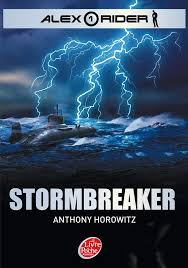 ALEX 1 RIDER
STORMBREAKER
ANTHONY HOROWITZ
Le Livre de Poche